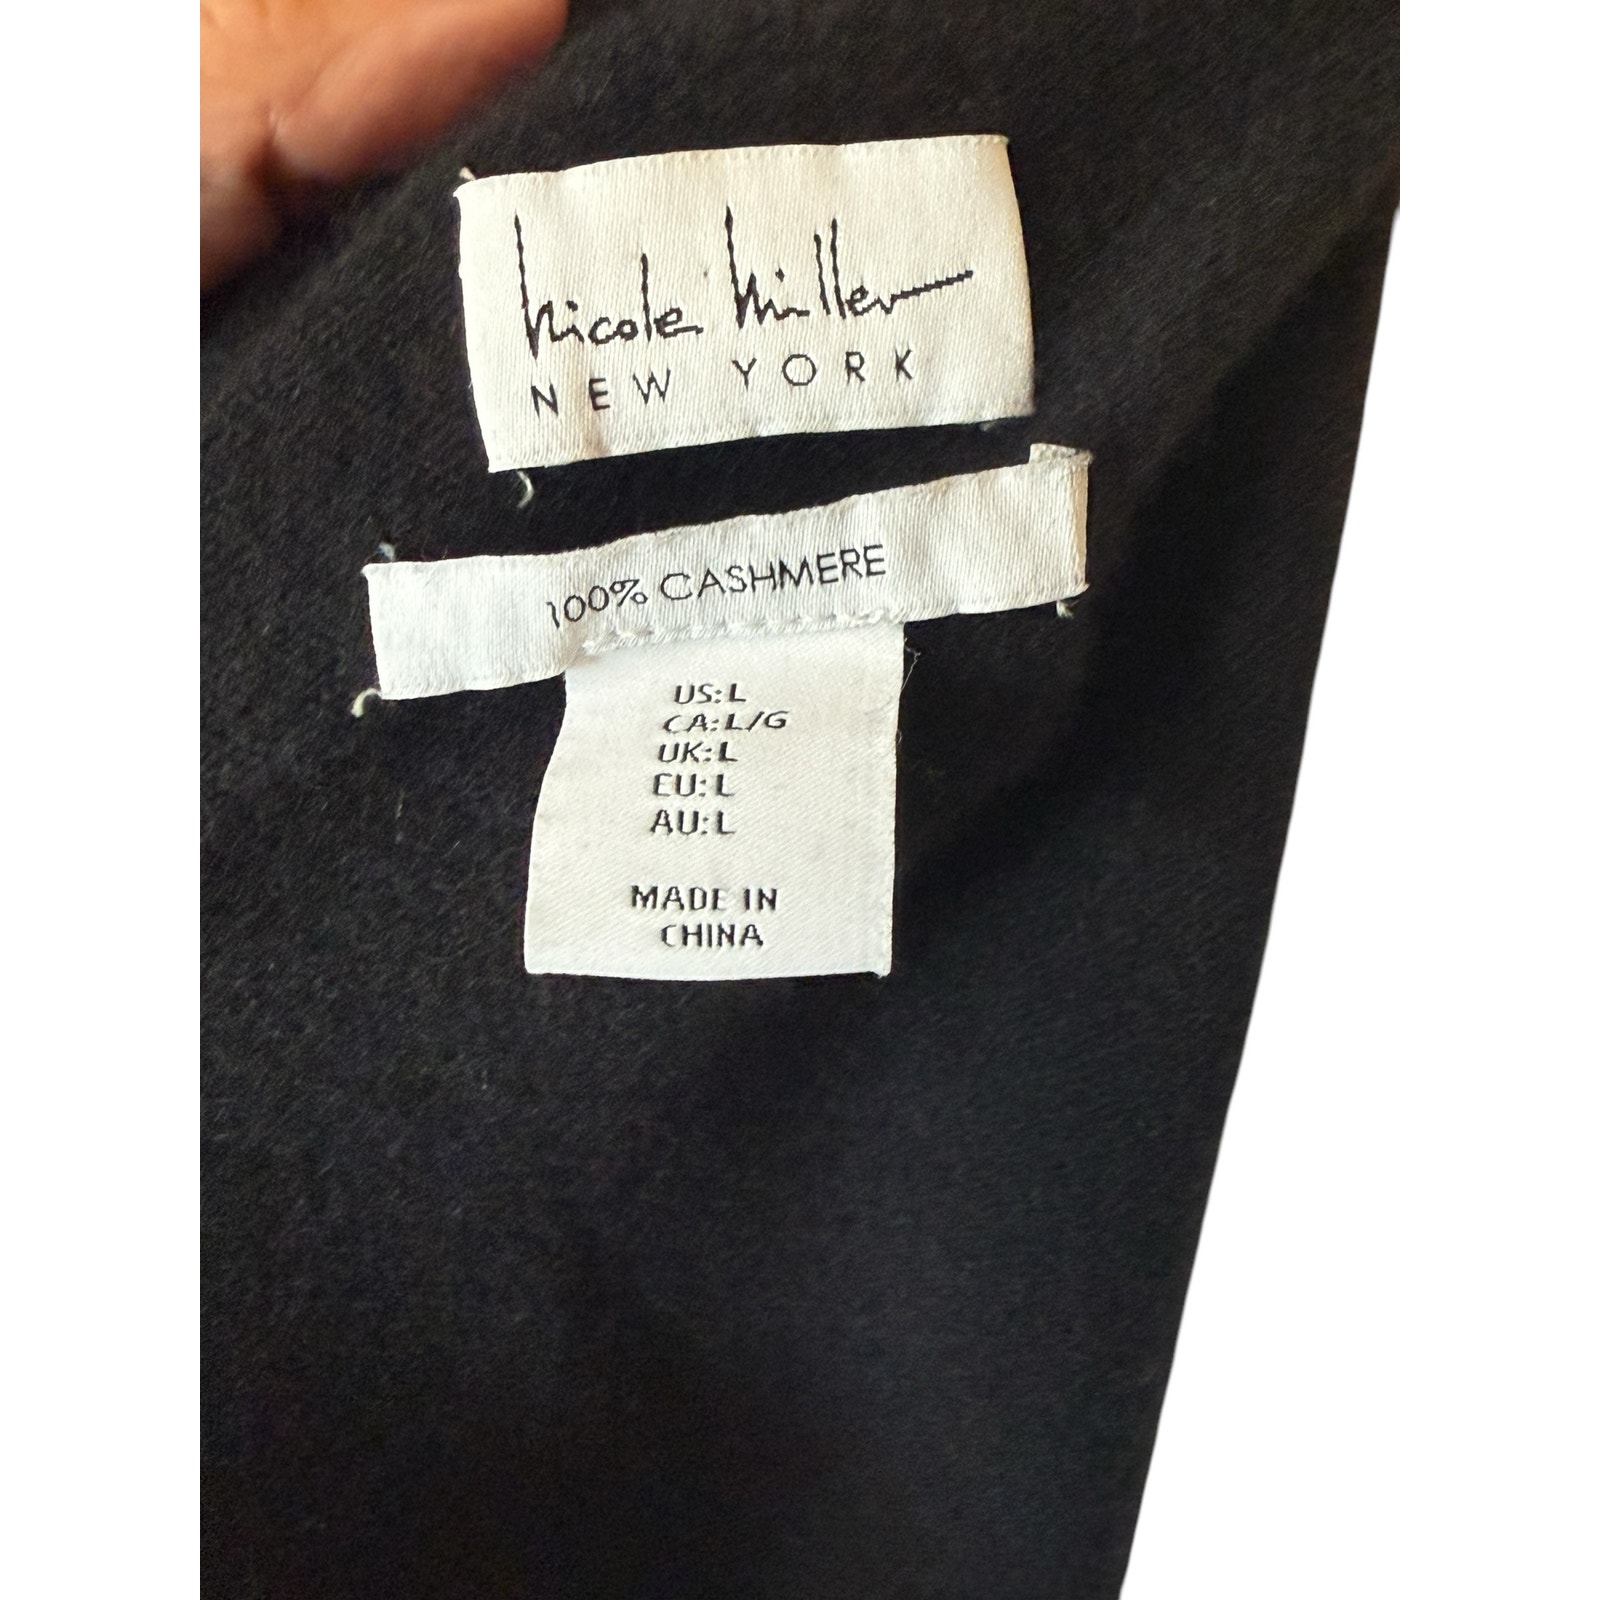 Nicole Miller
NEW YORK
100% CASHMERE
US:L
CA:L/G
UK:L
EU:L
AU:L
MADE IN
CHINA